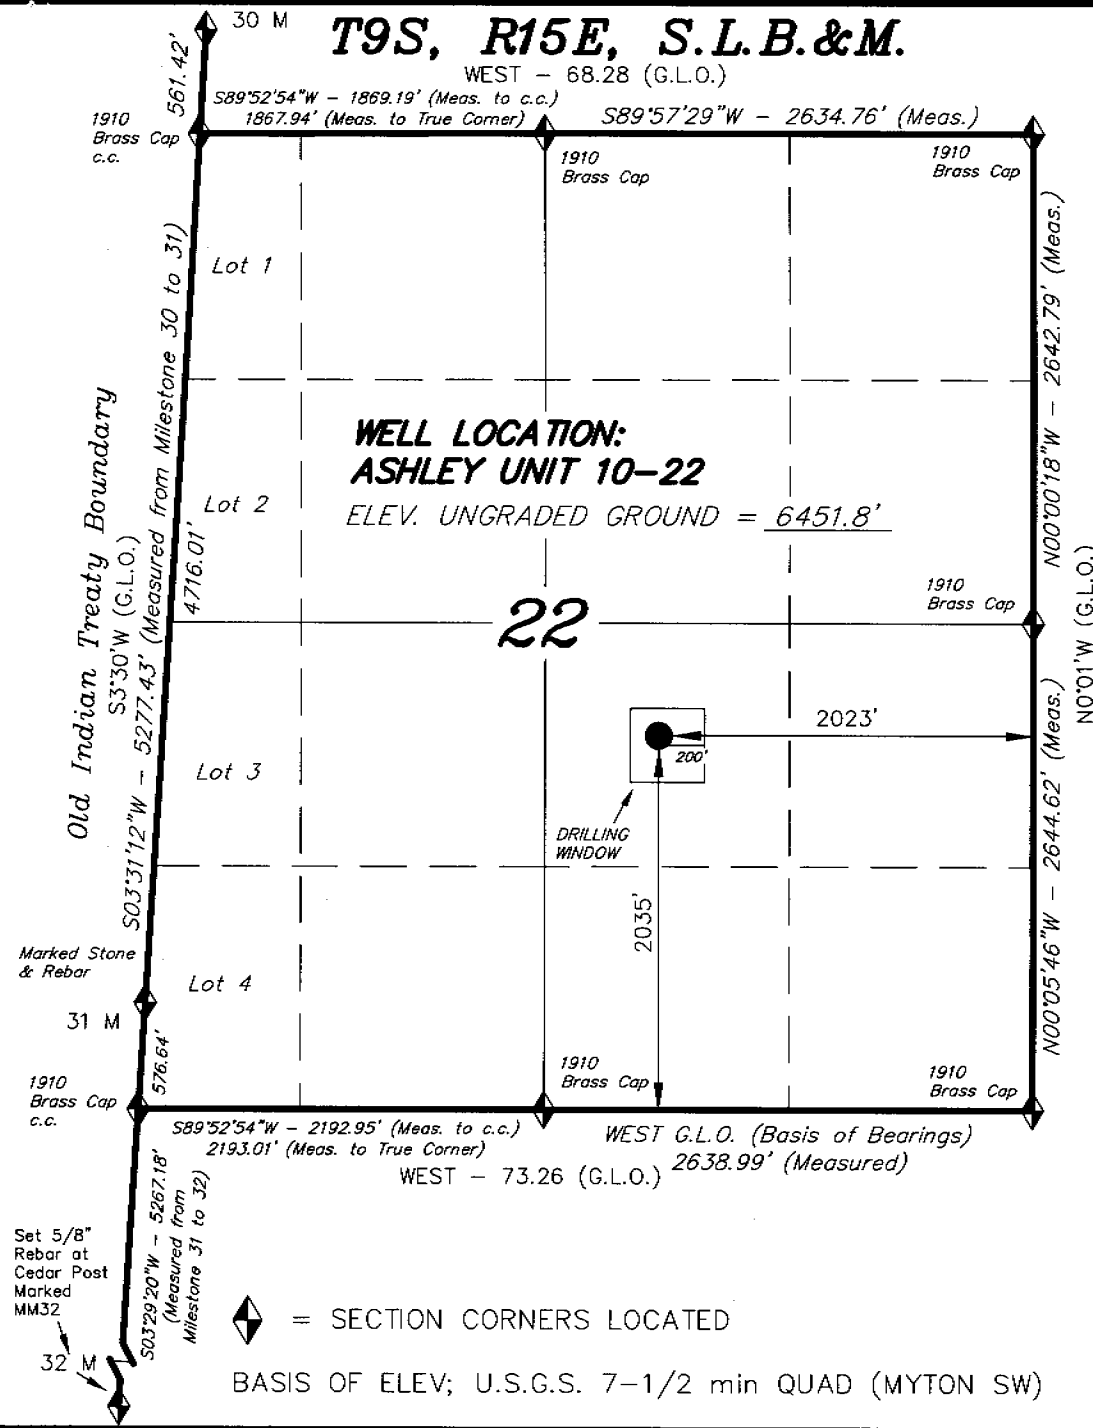 30 M
T9S, R15E, S.L.B.&M.
WEST – 68.28 (G.L.O.)
561.42'
S89°52'54"W – 1869.19' (Meas. to c.c.)
1867.94' (Meas. to True Corner)
S89°57'29"W – 2634.76' (Meas.)
1910
Brass Cap
c.c.
1910
Brass Cap
1910
Brass Cap
Lot 1
N00°00'18"W – 2642.79' (Meas.)
WELL LOCATION:
ASHLEY UNIT 10–22
ELEV. UNGRADED GROUND = 6451.8'
Lot 2
Old Indian Treaty Boundary
S3°30'W (G.L.O.)
S03°31'12"W – 5277.43' (Measured from Milestone 30 to 31)
4716.01'
22
1910
Brass Cap
N0°01'W (G.L.O.)
2023'
200'
Lot 3
DRILLING
WINDOW
2035'
N00°05'46"W – 2644.62' (Meas.)
Marked Stone
& Rebar
Lot 4
31 M
576.64'
1910
Brass Cap
c.c.
1910
Brass Cap
1910
Brass Cap
S89°52'54"W – 2192.95' (Meas. to c.c.)
2193.01' (Meas. to True Corner)
WEST G.L.O. (Basis of Bearings)
2638.99' (Measured)
WEST – 73.26 (G.L.O.)
S03°29'20"W – 5267.18'
(Measured from
Milestone 31 to 32)
Set 5/8"
Rebar at
Cedar Post
Marked
MM32
32 M
= SECTION CORNERS LOCATED
BASIS OF ELEV; U.S.G.S. 7–1/2 min QUAD (MYTON SW)